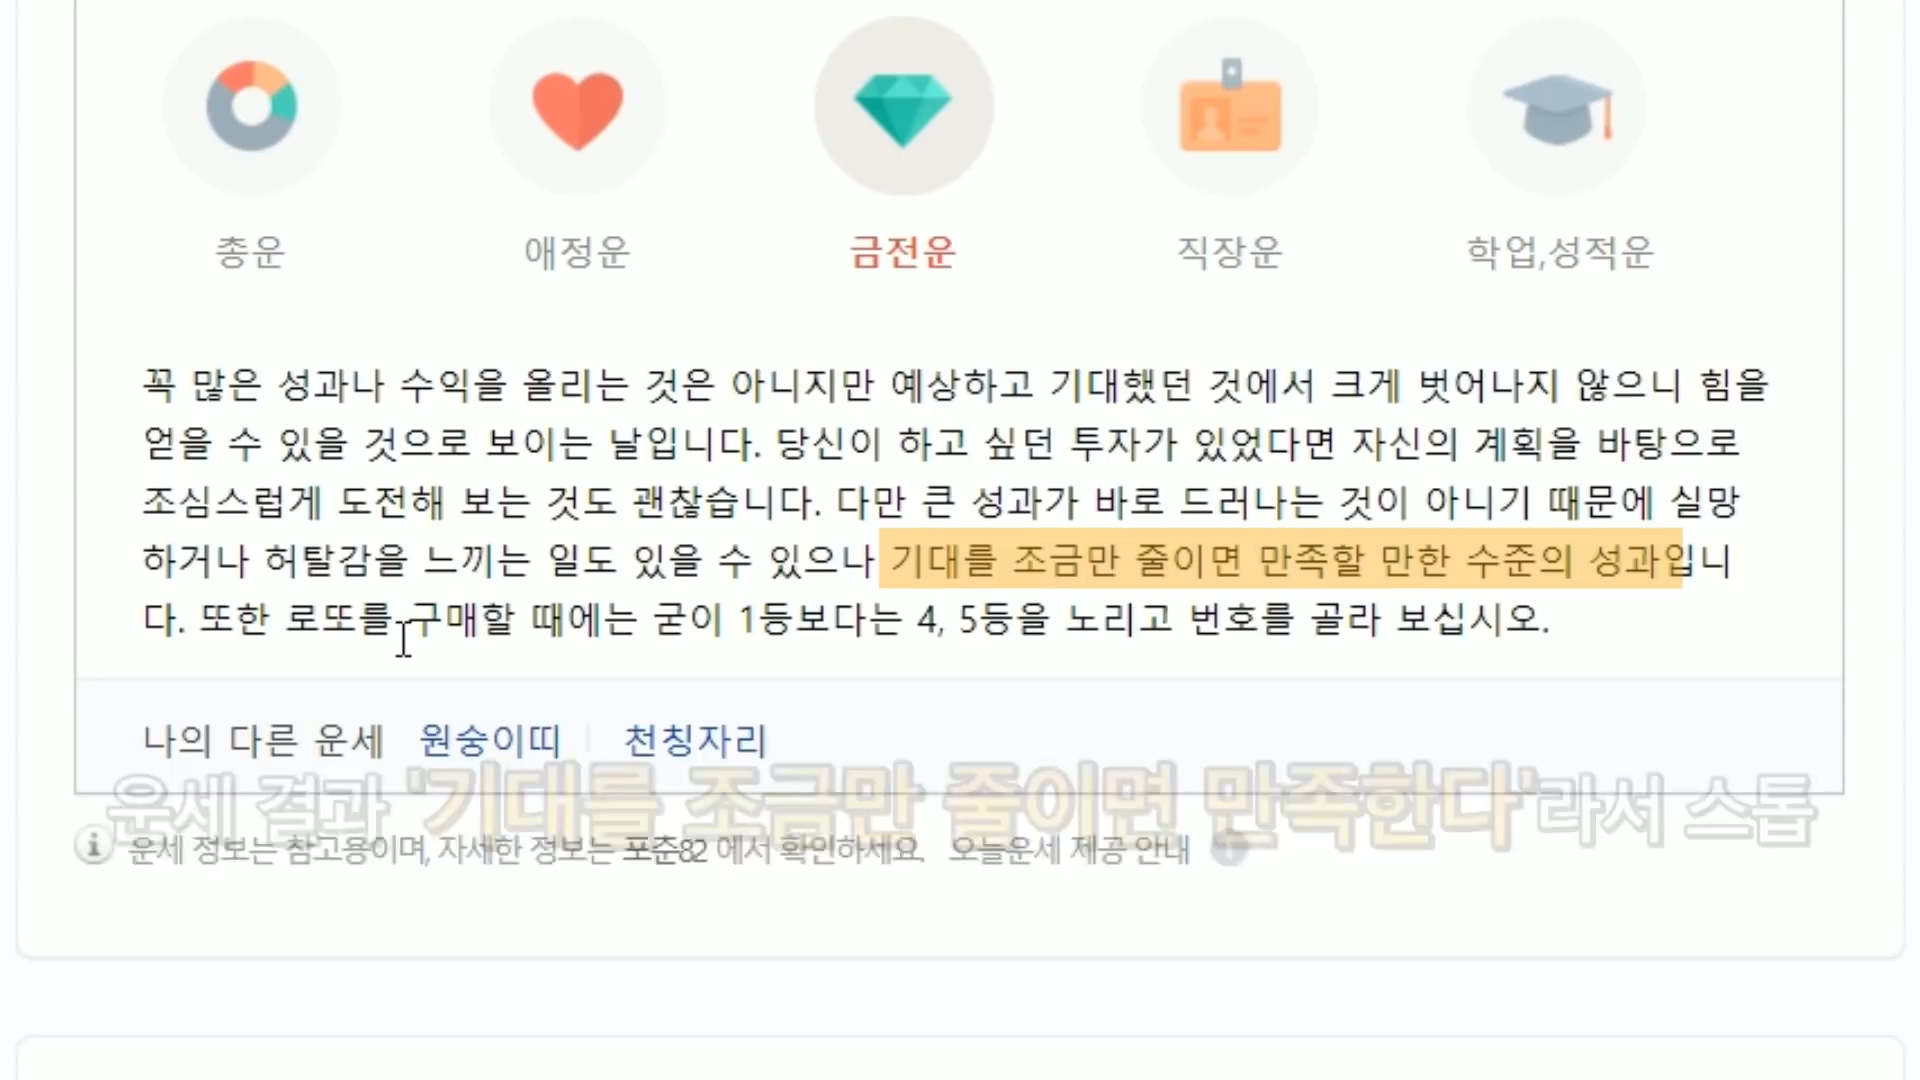 총운 애정운 금전운 직장운 학업,성적운
꼭 많은 성과나 수익을 올리는 것은 아니지만 예상하고 기대했던 것에서 크게 벗어나지 않으니 힘을
얻을 수 있을 것으로 보이는 날입니다. 당신이 하고 싶던 투자가 있었다면 자신의 계획을 바탕으로
조심스럽게 도전해 보는 것도 괜찮습니다. 다만 큰 성과가 바로 드러나는 것이 아니기 때문에 실망
하거나 허탈감을 느끼는 일도 있을 수 있으나 기대를 조금만 줄이면 만족할 만한 수준의 성과입니
다. 또한 로또를 구매할 때에는 굳이 1등보다는 4, 5등을 노리고 번호를 골라 보십시오.
나의 다른 운세 원숭이띠 천칭자리
운세 결과 '기대를 조금만 줄이면 만족한다'라서 스톱
운세 정보는 참고용이며, 자세한 정보는 포춘82 에서 확인하세요. 오늘운세 제공 안내